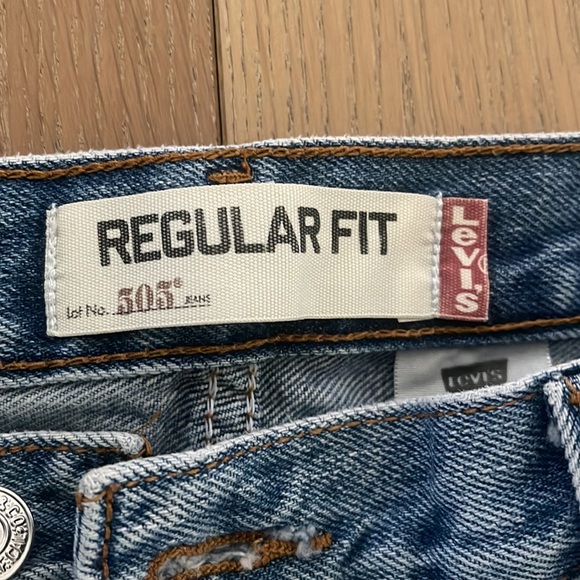 REGULAR FIT
Lot No. 505® JEANS
LeVI'S®
LeVI'S